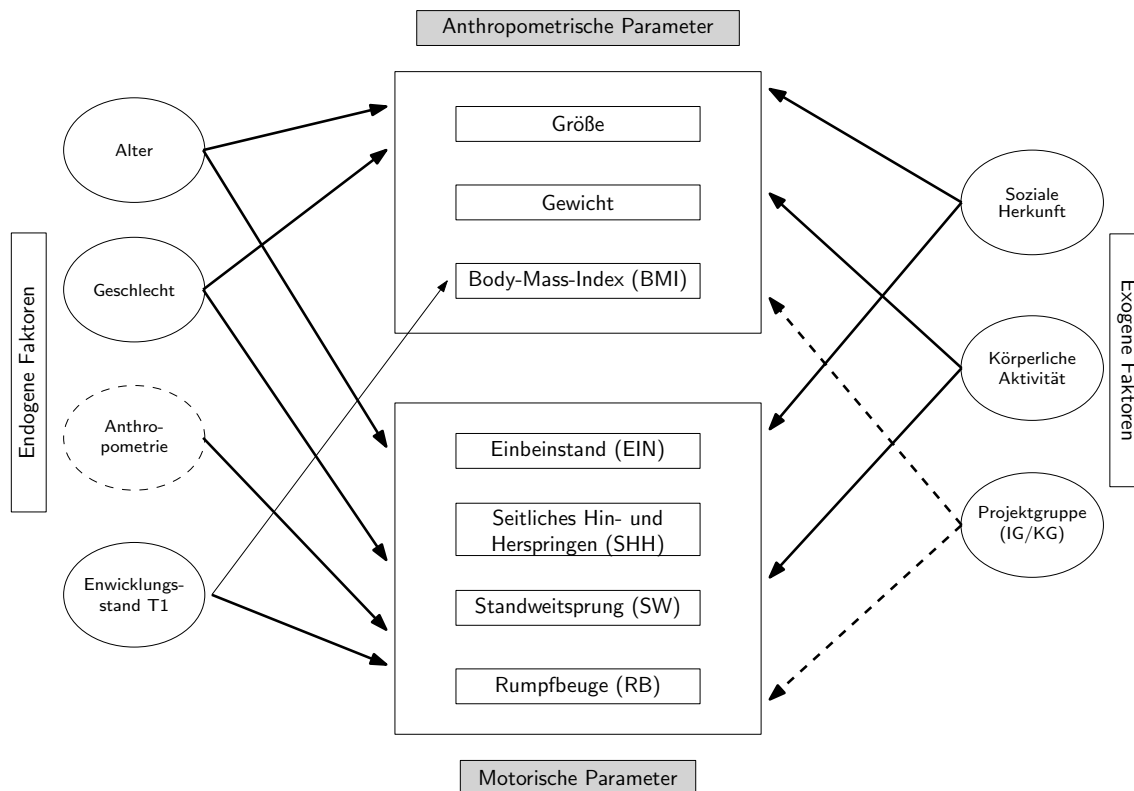 Anthropometrische Parameter
Größe
Gewicht
Body-Mass-Index (BMI)
Endogene Faktoren
Alter
Geschlecht
Anthro-
pometrie
Enwicklungs-
stand T1
Einbeinstand (EIN)
Seitliches Hin- und
Herspringen (SHH)
Standweitsprung (SW)
Rumpfbeuge (RB)
Soziale
Herkunft
Körperliche
Aktivität
Projektgruppe
(IG/KG)
Exogene Faktoren
Motorische Parameter